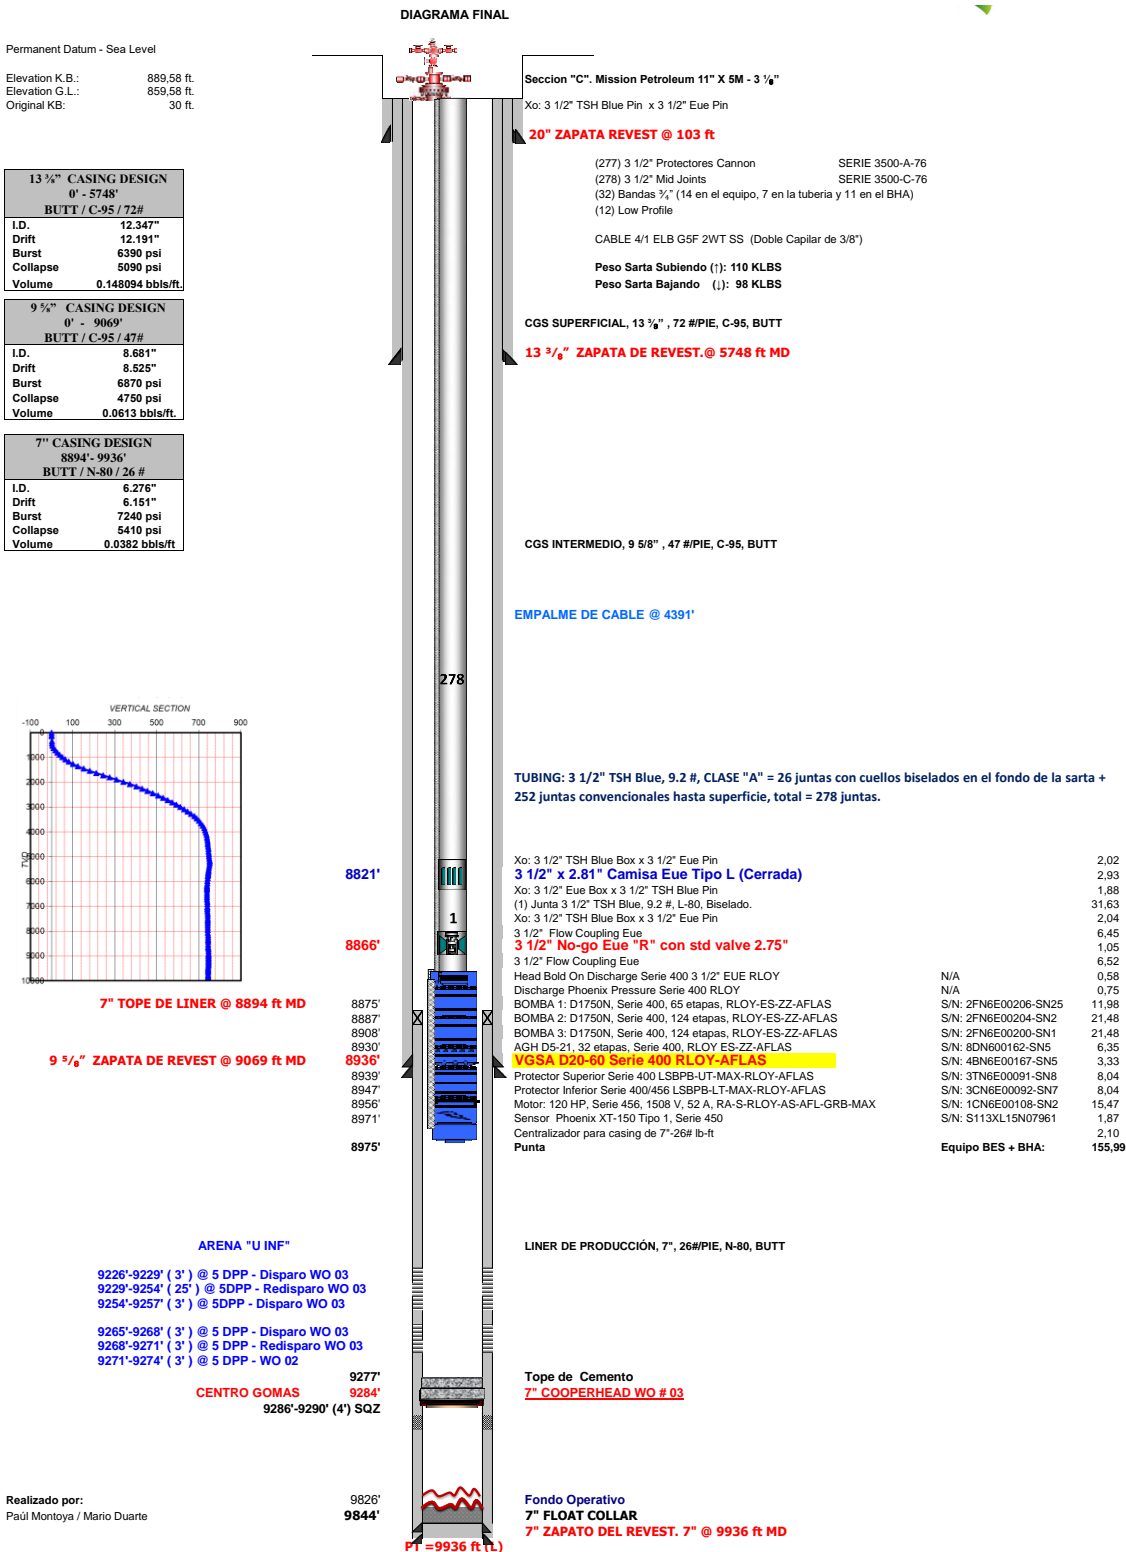 DIAGRAMA FINAL
Permanent Datum - Sea Level
Elevation K.B.: 889,58 ft.
Elevation G.L.: 859,58 ft.
Original KB: 30 ft.
Seccion "C". Mission Petroleum 11" X 5M - 3 ⅛"
Xo: 3 1/2" TSH Blue Pin x 3 1/2" Eue Pin
20" ZAPATA REVEST @ 103 ft
(277) 3 1/2" Protectores Cannon SERIE 3500-A-76
(278) 3 1/2" Mid Joints SERIE 3500-C-76
(32) Bandas ¾" (14 en el equipo, 7 en la tuberia y 11 en el BHA)
(12) Low Profile
CABLE 4/1 ELB G5F 2WT SS (Doble Capilar de 3/8")
Peso Sarta Subiendo (↑): 110 KLBS
Peso Sarta Bajando (↓): 98 KLBS
13 ⅜" CASING DESIGN
0' - 5748'
BUTT / C-95 / 72#
I.D. 12.347"
Drift 12.191"
Burst 6390 psi
Collapse 5090 psi
Volume 0.148094 bbls/ft.
9 ⅝" CASING DESIGN
0' - 9069'
BUTT / C-95 / 47#
I.D. 8.681"
Drift 8.525"
Burst 6870 psi
Collapse 4750 psi
Volume 0.0613 bbls/ft.
CGS SUPERFICIAL, 13 ⅜" , 72 #/PIE, C-95, BUTT
13 ³/₈" ZAPATA DE REVEST.@ 5748 ft MD
7" CASING DESIGN
8894'- 9936'
BUTT / N-80 / 26 #
I.D. 6.276"
Drift 6.151"
Burst 7240 psi
Collapse 5410 psi
Volume 0.0382 bbls/ft
CGS INTERMEDIO, 9 5/8" , 47 #/PIE, C-95, BUTT
EMPALME DE CABLE @ 4391'
278
VERTICAL SECTION
-100 100 300 500 700 900
0
1000
2000
3000
4000
5000
6000
7000
8000
9000
10000
TVD
TUBING: 3 1/2" TSH Blue, 9.2 #, CLASE "A" = 26 juntas con cuellos biselados en el fondo de la sarta +
252 juntas convencionales hasta superficie, total = 278 juntas.
Xo: 3 1/2" TSH Blue Box x 3 1/2" Eue Pin 2,02
8821' 3 1/2" x 2.81" Camisa Eue Tipo L (Cerrada) 2,93
Xo: 3 1/2" Eue Box x 3 1/2" TSH Blue Pin 1,88
(1) Junta 3 1/2" TSH Blue, 9.2 #, L-80, Biselado. 31,63
1
Xo: 3 1/2" TSH Blue Box x 3 1/2" Eue Pin 2,04
3 1/2" Flow Coupling Eue 6,45
8866' 3 1/2" No-go Eue "R" con std valve 2.75" 1,05
3 1/2" Flow Coupling Eue 6,52
Head Bold On Discharge Serie 400 3 1/2" EUE RLOY N/A 0,58
Discharge Phoenix Pressure Serie 400 RLOY N/A 0,75
7" TOPE DE LINER @ 8894 ft MD
8875' BOMBA 1: D1750N, Serie 400, 65 etapas, RLOY-ES-ZZ-AFLAS S/N: 2FN6E00206-SN25 11,98
8887' BOMBA 2: D1750N, Serie 400, 124 etapas, RLOY-ES-ZZ-AFLAS S/N: 2FN6E00204-SN2 21,48
8908' BOMBA 3: D1750N, Serie 400, 124 etapas, RLOY-ES-ZZ-AFLAS S/N: 2FN6E00200-SN1 21,48
8930' AGH D5-21, 32 etapas, Serie 400, RLOY ES-ZZ-AFLAS S/N: 8DN600162-SN5 6,35
9 ⁵/₈" ZAPATA DE REVEST @ 9069 ft MD 8936' VGSA D20-60 Serie 400 RLOY-AFLAS S/N: 4BN6E00167-SN5 3,33
8939' Protector Superior Serie 400 LSBPB-UT-MAX-RLOY-AFLAS S/N: 3TN6E00091-SN8 8,04
8947' Protector Inferior Serie 400/456 LSBPB-LT-MAX-RLOY-AFLAS S/N: 3CN6E00092-SN7 8,04
8956' Motor: 120 HP, Serie 456, 1508 V, 52 A, RA-S-RLOY-AS-AFL-GRB-MAX S/N: 1CN6E00108-SN2 15,47
8971' Sensor Phoenix XT-150 Tipo 1, Serie 450 S/N: S113XL15N07961 1,87
Centralizador para casing de 7"-26# lb-ft 2,10
8975' Punta Equipo BES + BHA: 155,99
ARENA "U INF"
LINER DE PRODUCCIÓN, 7", 26#/PIE, N-80, BUTT
9226'-9229' ( 3' ) @ 5 DPP - Disparo WO 03
9229'-9254' ( 25' ) @ 5DPP - Redisparo WO 03
9254'-9257' ( 3' ) @ 5DPP - Disparo WO 03
9265'-9268' ( 3' ) @ 5 DPP - Disparo WO 03
9268'-9271' ( 3' ) @ 5 DPP - Redisparo WO 03
9271'-9274' ( 3' ) @ 5 DPP - WO 02
9277' Tope de Cemento
CENTRO GOMAS 9284' 7" COOPERHEAD WO # 03
9286'-9290' (4') SQZ
Realizado por: 9826' Fondo Operativo
Paúl Montoya / Mario Duarte 9844' 7" FLOAT COLLAR
7" ZAPATO DEL REVEST. 7" @ 9936 ft MD
PT =9936 ft (L)